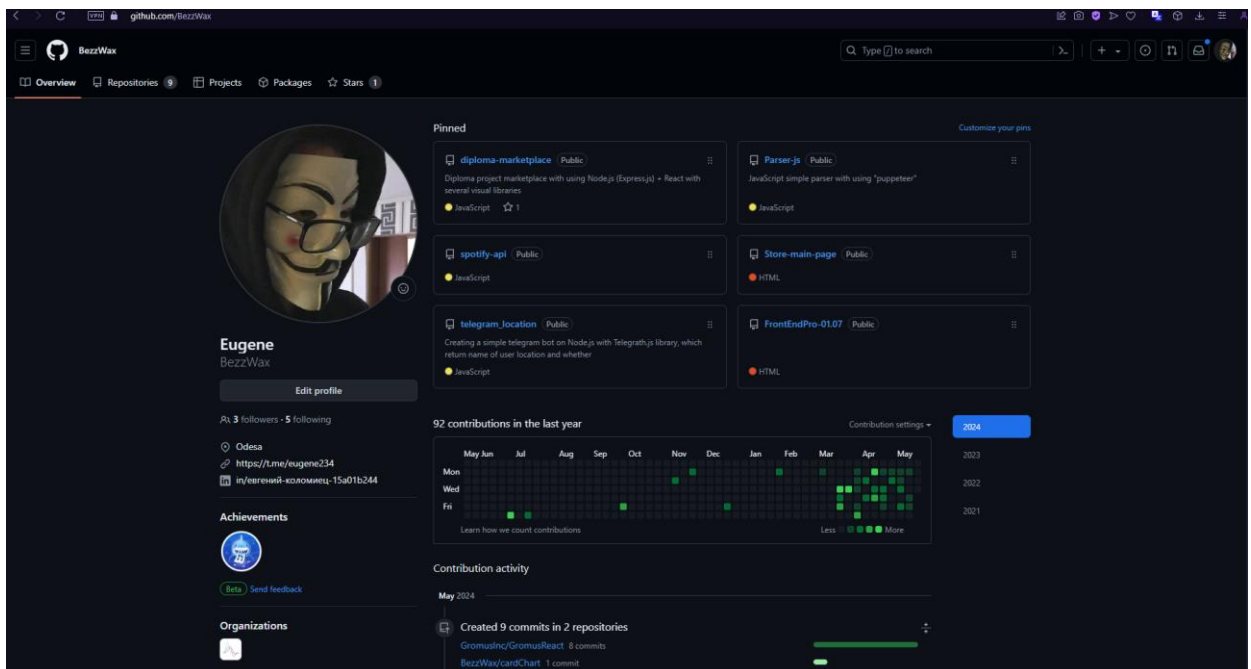 VPN github.com/BezzWax
BezzWax
Type / to search
Overview Repositories 9 Projects Packages Stars 1
Pinned
Customize your pins
diploma-marketplace Public
Diploma project marketplace with using Node.js (Express.js) + React with
several visual libraries
JavaScript 1
Parser-js Public
JavaScript simple parser with using "puppeteer"
JavaScript
spotify-api Public
JavaScript
Store-main-page Public
HTML
telegram_location Public
Creating a simple telegram bot on Node.js with Telegrath.js library, which
return name of user location and whether
JavaScript
FrontEndPro-01.07 Public
HTML
Eugene
BezzWax
Edit profile
3 followers · 5 following
Odesa
https://t.me/eugene234
in/евгений-коломиец-15a01b244
Achievements
Beta Send feedback
Organizations
92 contributions in the last year
Contribution settings
2024
2023
2022
2021
May Jun Jul Aug Sep Oct Nov Dec Jan Feb Mar Apr May
Mon
Wed
Fri
Learn how we count contributions
Less More
Contribution activity
May 2024
Created 9 commits in 2 repositories
GromusInc/GromusReact 8 commits
BezzWax/cardChart 1 commit